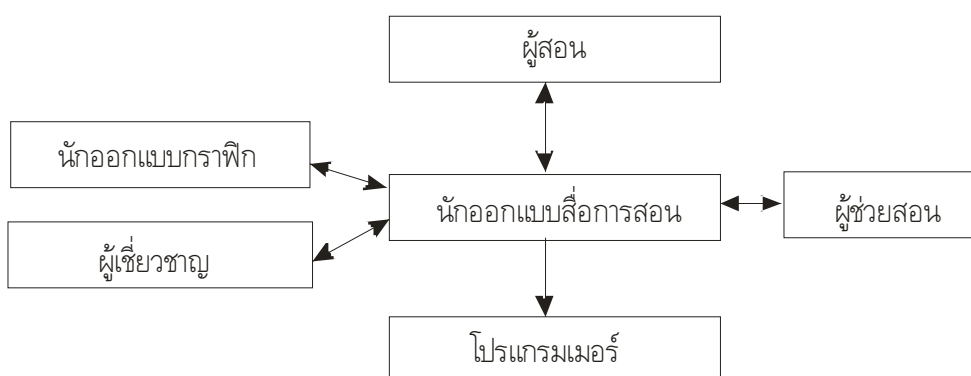 ผู้สอน
นักออกแบบกราฟิก
นักออกแบบสื่อการสอน
ผู้ช่วยสอน
ผู้เชี่ยวชาญ
โปรแกรมเมอร์